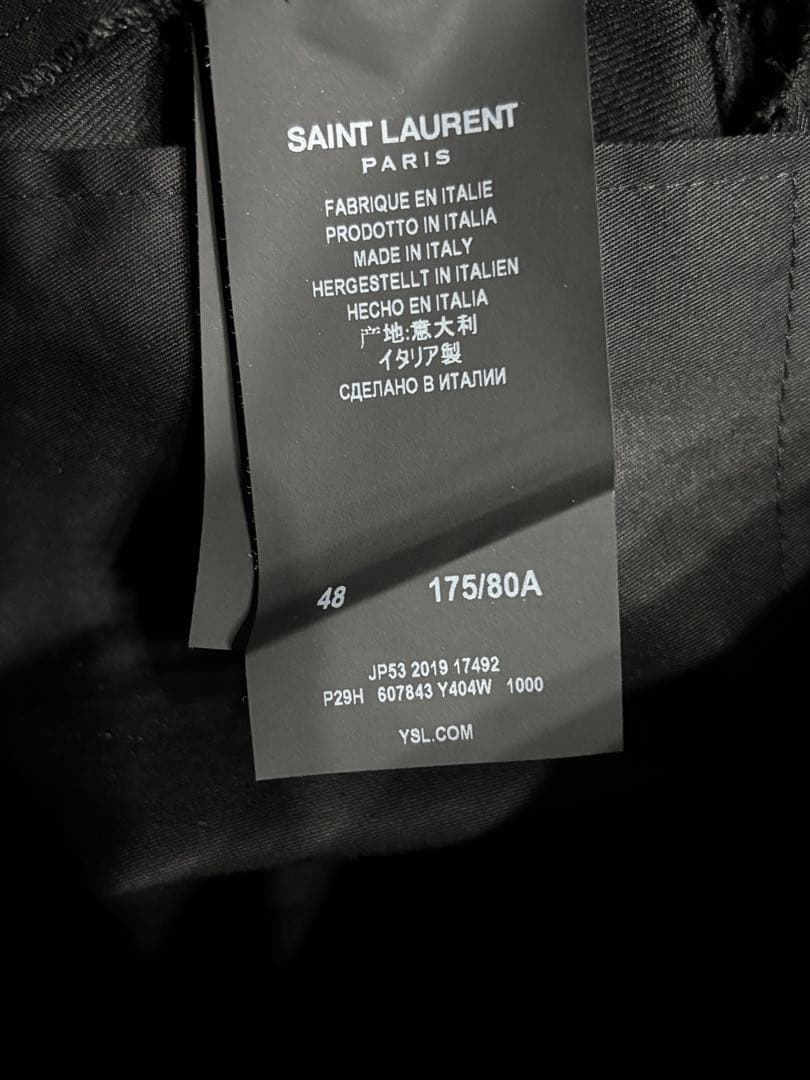 SAINT LAURENT
PARIS
FABRIQUE EN ITALIE
PRODOTTO IN ITALIA
MADE IN ITALY
HERGESTELLT IN ITALIEN
HECHO EN ITALIA
产地:意大利
イタリア製
СДЕЛАНО В ИТАЛИИ
48 175/80A
JP53 2019 17492
P29H 607843 Y404W 1000
YSL.COM